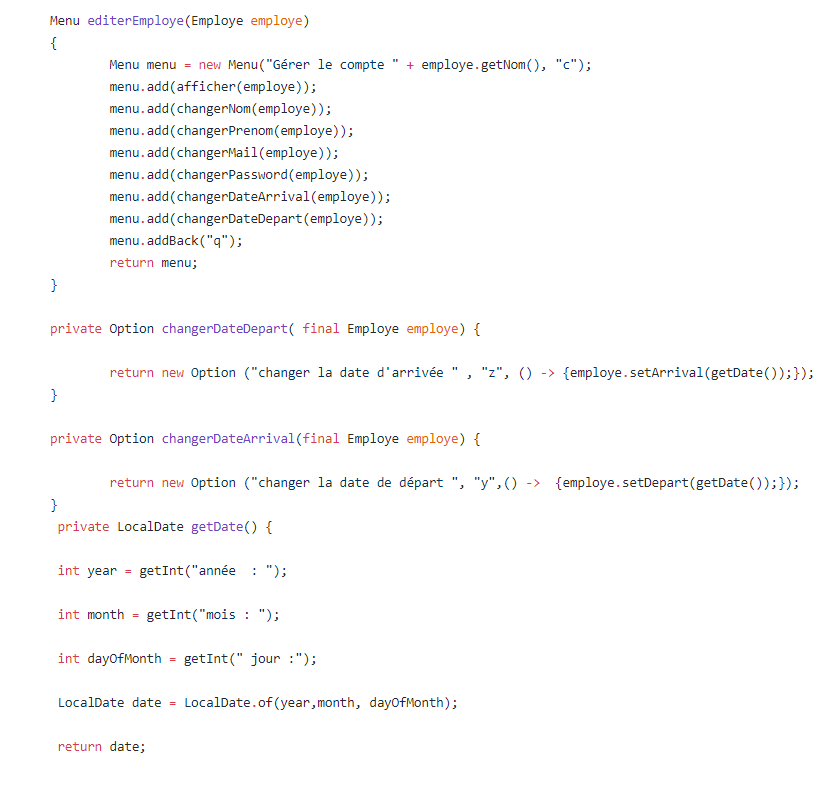 Menu editerEmploye(Employe employe)
{
Menu menu = new Menu("Gérer le compte " + employe.getNom(), "c");
menu.add(afficher(employe));
menu.add(changerNom(employe));
menu.add(changerPrenom(employe));
menu.add(changerMail(employe));
menu.add(changerPassword(employe));
menu.add(changerDateArrival(employe));
menu.add(changerDateDepart(employe));
menu.addBack("q");
return menu;
}
private Option changerDateDepart( final Employe employe) {
return new Option ("changer la date d'arrivée " , "z", () -> {employe.setArrival(getDate());});
}
private Option changerDateArrival(final Employe employe) {
return new Option ("changer la date de départ ", "y",() ->  {employe.setDepart(getDate());});
}
private LocalDate getDate() {
int year = getInt("année  : ");
int month = getInt("mois : ");
int dayOfMonth = getInt(" jour :");
LocalDate date = LocalDate.of(year,month, dayOfMonth);
return date;